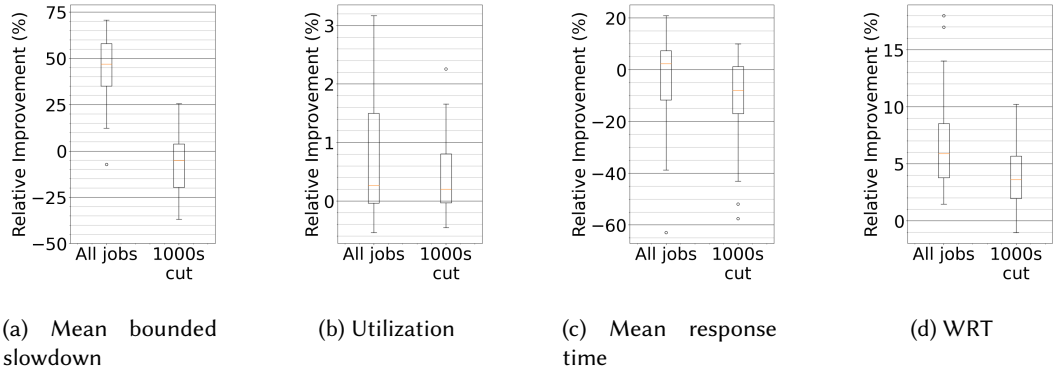 Relative Improvement (%)
75
50
25
0
−25
−50
All jobs
1000s
cut
(a) Mean bounded
slowdown
Relative Improvement (%)
3
2
1
0
All jobs
1000s
cut
(b) Utilization
Relative Improvement (%)
20
0
−20
−40
−60
All jobs
1000s
cut
(c) Mean response
time
Relative Improvement (%)
15
10
5
0
All jobs
1000s
cut
(d) WRT